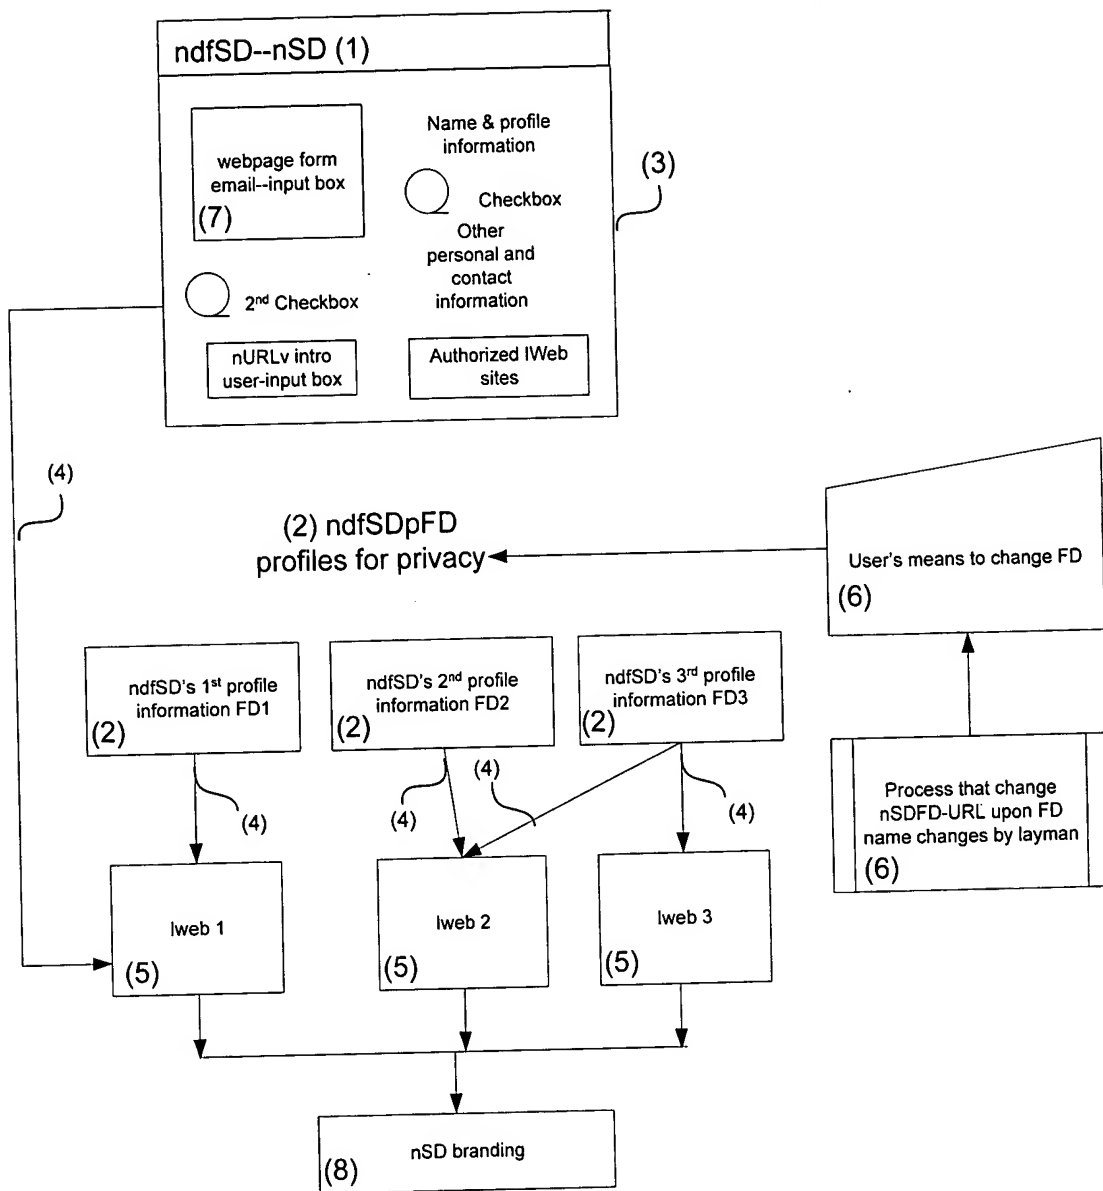 ndfSD--nSD (1)
webpage form
email--input box
(7)
Name & profile
information
Checkbox
Other
personal and
contact
information
(3)
2nd Checkbox
nURLv intro
user-input box
Authorized IWeb
sites
(4)
(2) ndfSDpFD
profiles for privacy
User's means to change FD
(6)
ndfSD's 1st profile
information FD1
(2)
ndfSD's 2nd profile
information FD2
(2)
ndfSD's 3rd profile
information FD3
(2)
(4)
(4)
(4)
(4)
Process that change
nSDFD-URL upon FD
name changes by layman
(6)
Iweb 1
(5)
Iweb 2
(5)
Iweb 3
(5)
nSD branding
(8)